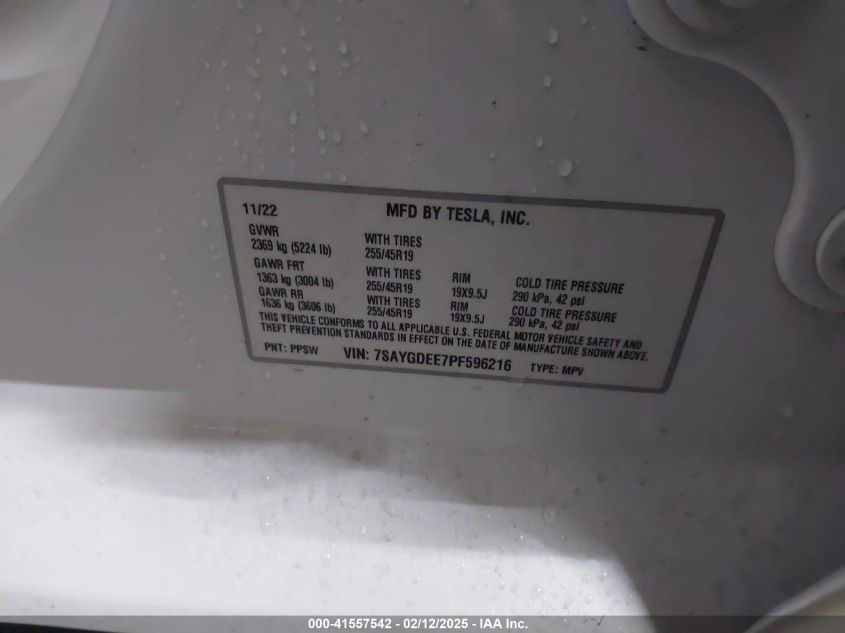 11/22 MFD BY TESLA, INC.
GVWR
2369 kg (5224 lb) WITH TIRES 255/45R19
GAWR FRT
1363 kg (3004 lb) WITH TIRES 255/45R19 RIM 19X9.5J COLD TIRE PRESSURE 290 kPa, 42 psi
GAWR RR
1636 kg (3606 lb) WITH TIRES 255/45R19 RIM 19X9.5J COLD TIRE PRESSURE 290 kPa, 42 psi
THIS VEHICLE CONFORMS TO ALL APPLICABLE U.S. FEDERAL MOTOR VEHICLE SAFETY AND
THEFT PREVENTION STANDARDS IN EFFECT ON THE DATE OF MANUFACTURE SHOWN ABOVE.
PNT: PPSW VIN: 7SAYGDEE7PF596216 TYPE: MPV
000-41557542 - 02/12/2025 - IAA Inc.